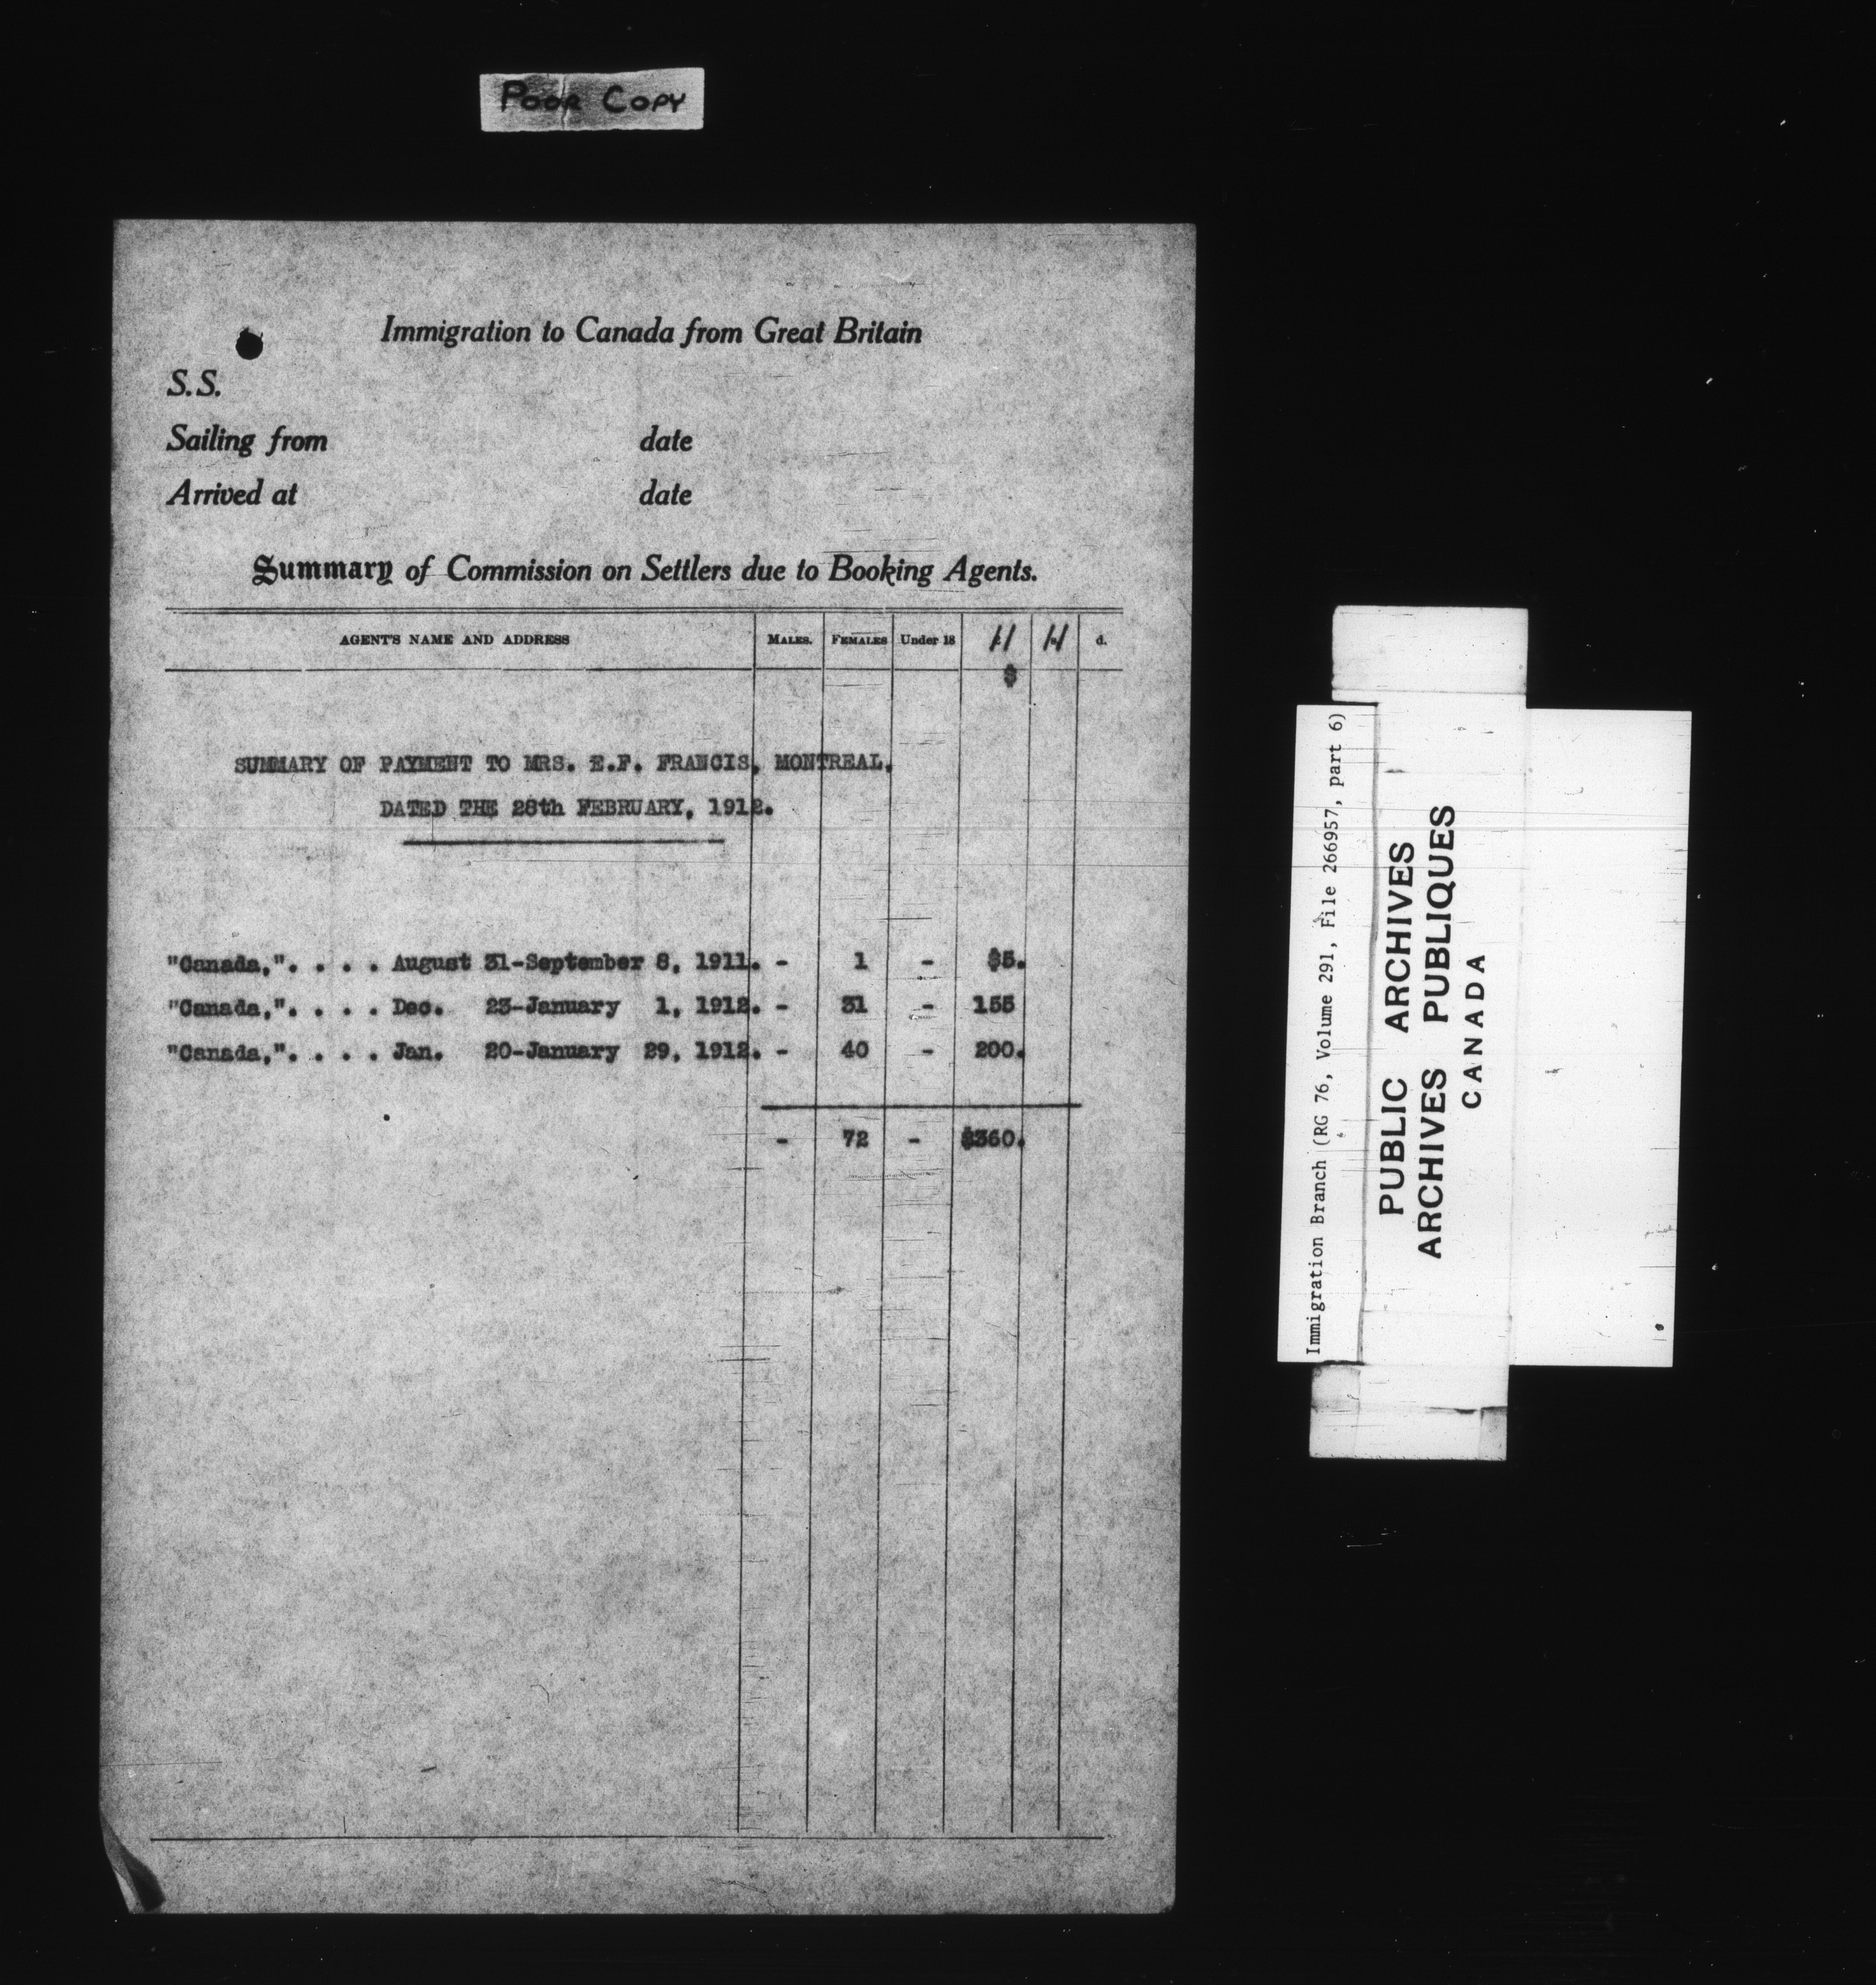 POOR COPY
Immigration to Canada from Great Britain
S.S.
Sailing from date
Arrived at date
Summary of Commission on Settlers due to Booking Agents.
AGENT'S NAME AND ADDRESS MALES. FEMALES Under 18 d.
$
SUMMARY OF PAYMENT TO MRS. E.F. FRANCIS, MONTREAL.
DATED THE 28th FEBRUARY, 1912.
"Canada,". . . . August 31-September 8, 1911. - 1 - $5.
"Canada,". . . . Dec. 23-January 1, 1912. - 31 - 155
"Canada,". . . . Jan. 20-January 29, 1912. - 40 - 200.
- 72 - $360.
Immigration Branch (RG 76, Volume 291, File 266957, part 6)
PUBLIC ARCHIVES
ARCHIVES PUBLIQUES
CANADA